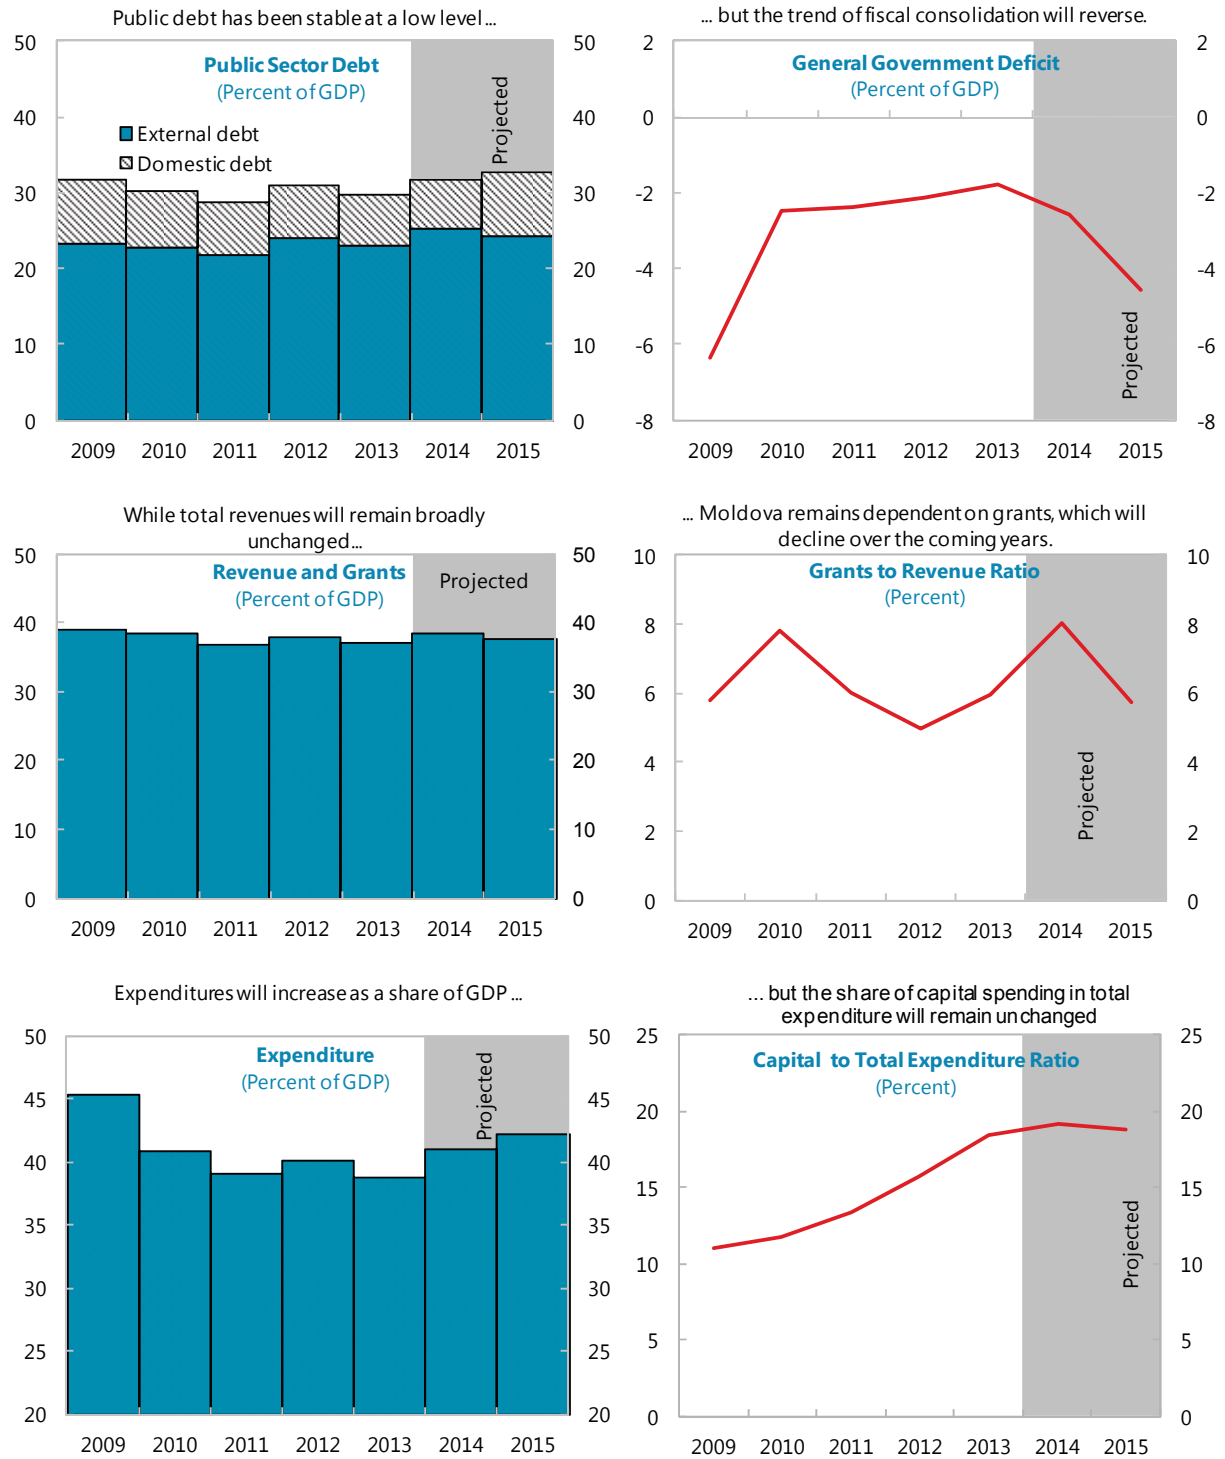 Public debt has been stable at a low level ...
50
40
30
20
10
0
Public Sector Debt
(Percent of GDP)
External debt
Domestic debt
Projected
50
40
30
20
10
0
2009 2010 2011 2012 2013 2014 2015
... but the trend of fiscal consolidation will reverse.
2
0
-2
-4
-6
-8
General Government Deficit
(Percent of GDP)
Projected
2
0
-2
-4
-6
-8
2009 2010 2011 2012 2013 2014 2015
While total revenues will remain broadly
unchanged...
50
40
30
20
10
0
Revenue and Grants
(Percent of GDP)
Projected
50
40
30
20
10
0
2009 2010 2011 2012 2013 2014 2015
... Moldova remains dependent on grants, which will
decline over the coming years.
10
8
6
4
2
0
Grants to Revenue Ratio
(Percent)
Projected
10
8
6
4
2
0
2009 2010 2011 2012 2013 2014 2015
Expenditures will increase as a share of GDP ...
50
45
40
35
30
25
20
Expenditure
(Percent of GDP)
Projected
50
45
40
35
30
25
20
2009 2010 2011 2012 2013 2014 2015
... but the share of capital spending in total
expenditure will remain unchanged
25
20
15
10
5
0
Capital to Total Expenditure Ratio
(Percent)
Projected
25
20
15
10
5
0
2009 2010 2011 2012 2013 2014 2015